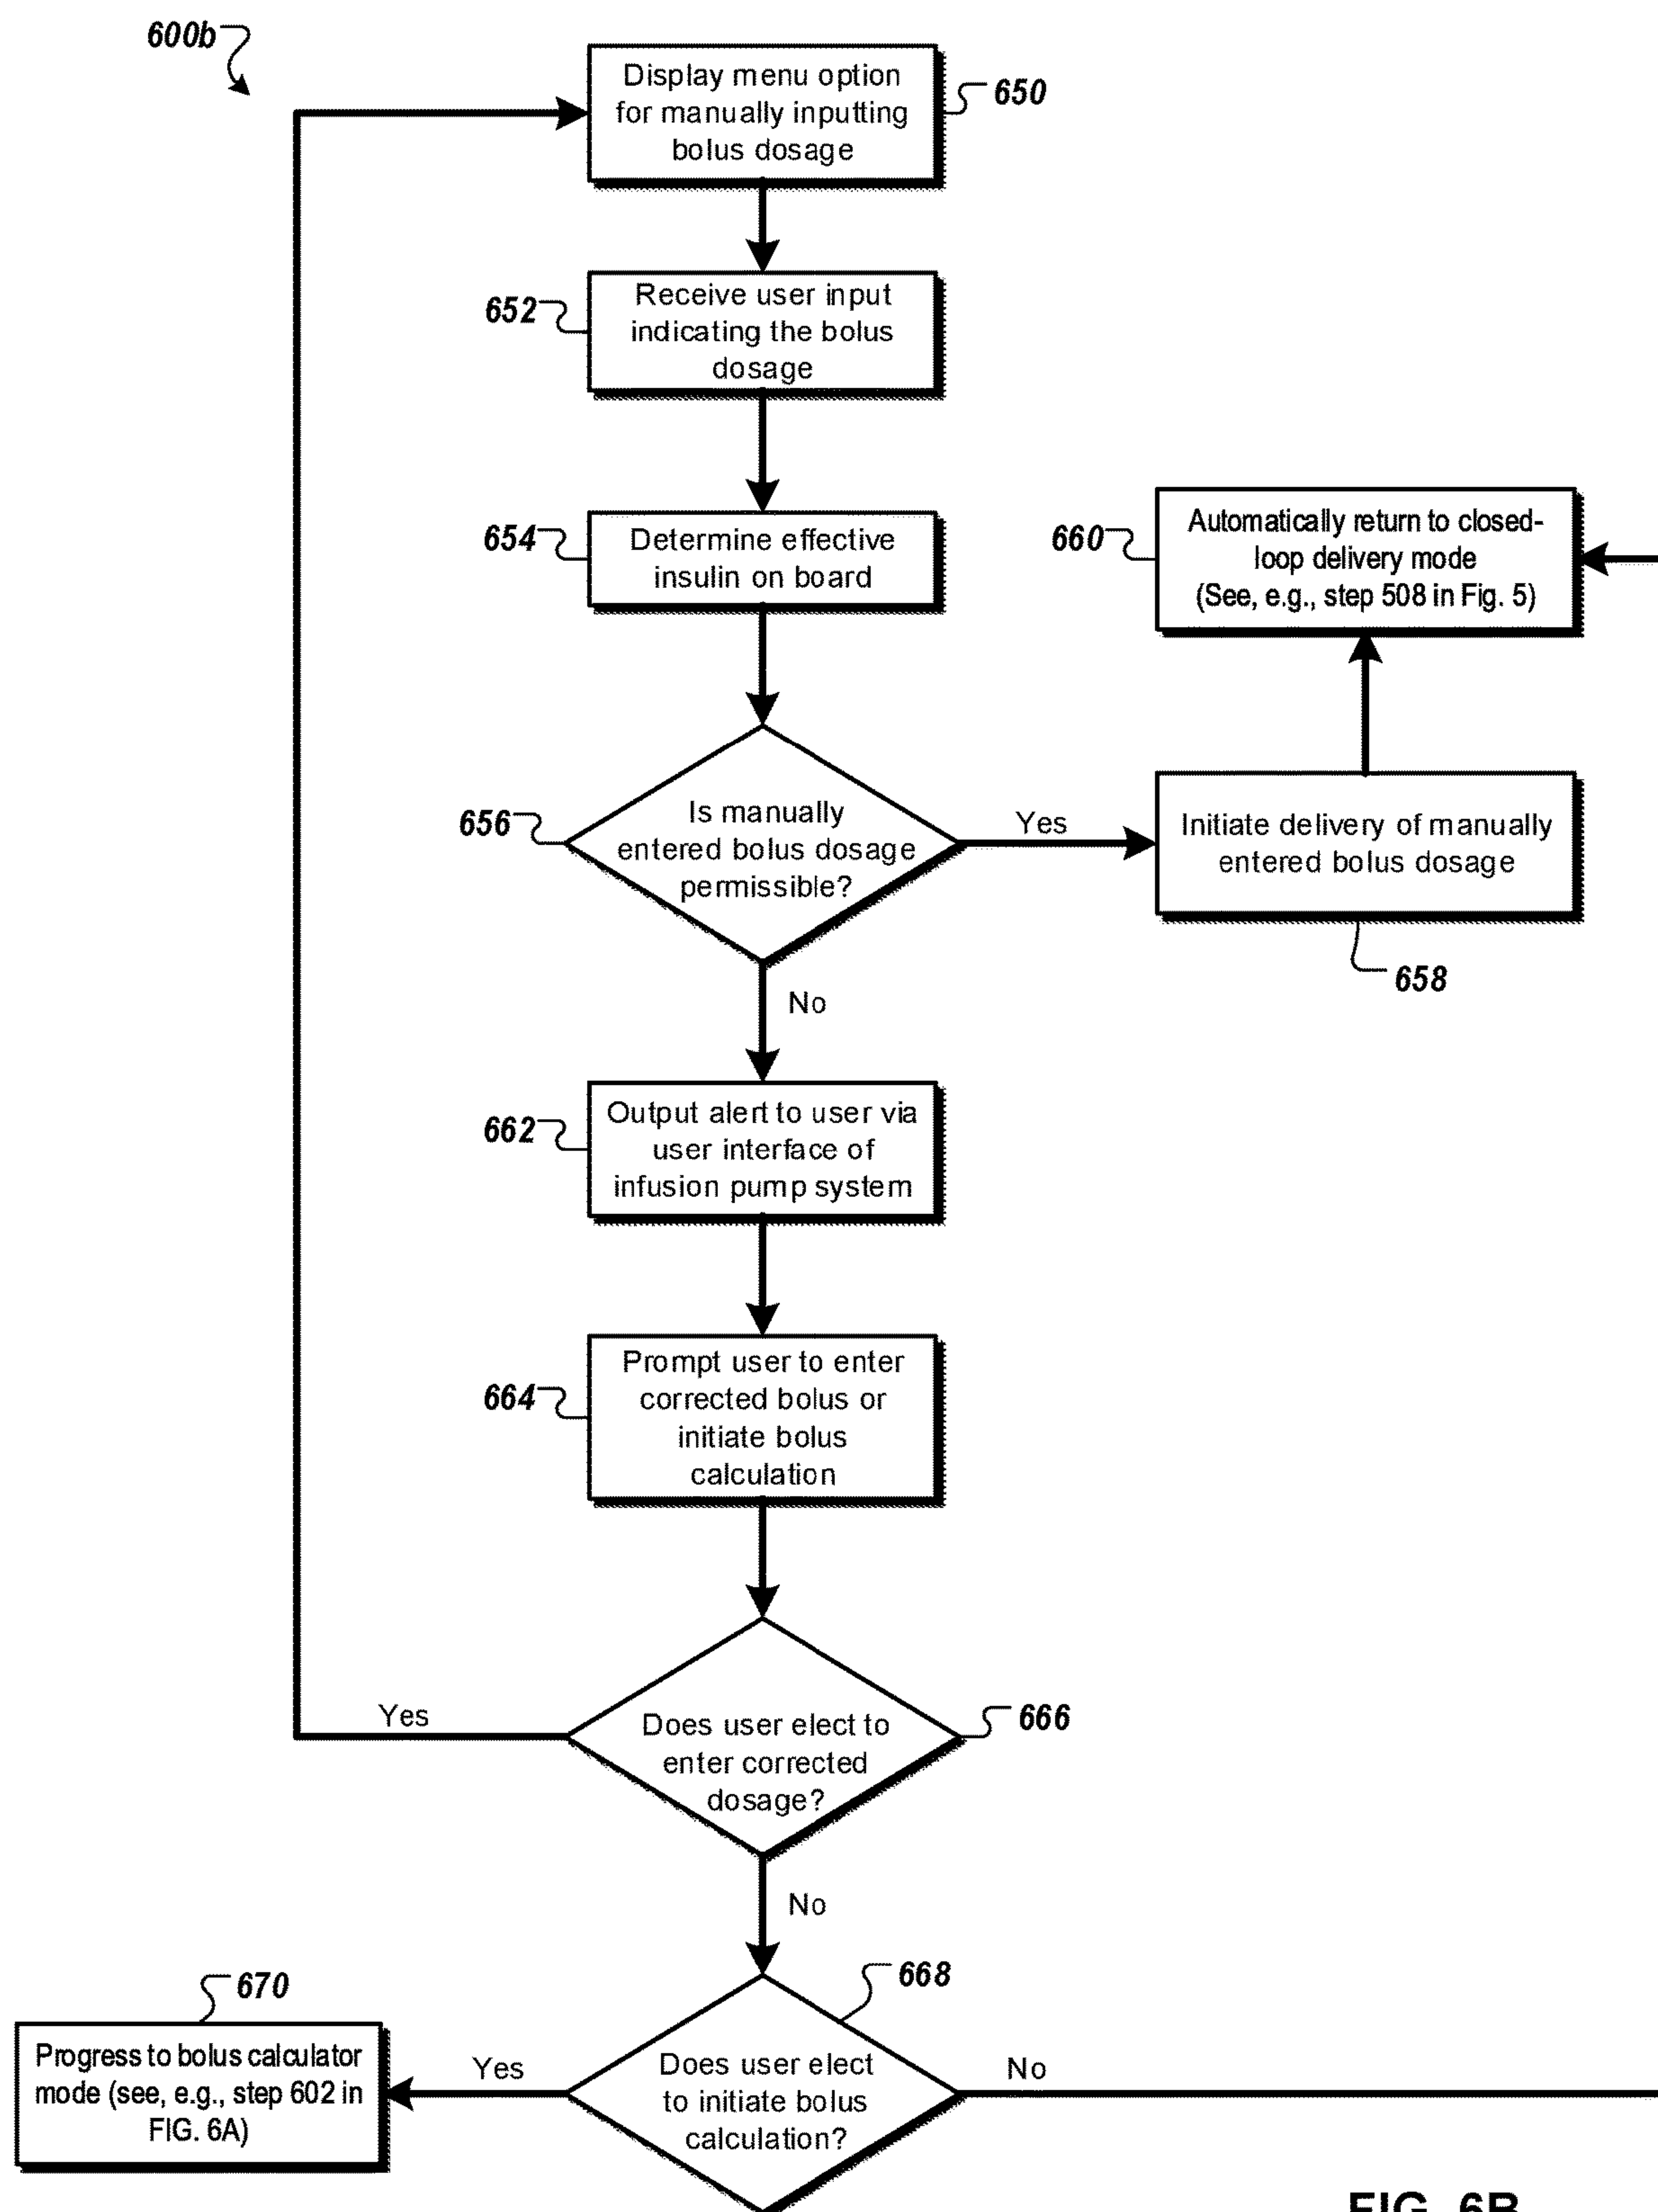 600b
Display menu option
for manually inputting
bolus dosage
650
652
Receive user input
indicating the bolus
dosage
654
Determine effective
insulin on board
660
Automatically return to closed-
loop delivery mode
(See, e.g., step 508 in Fig. 5)
656
Is manually
entered bolus dosage
permissible?
Yes
Initiate delivery of manually
entered bolus dosage
658
No
662
Output alert to user via
user interface of
infusion pump system
664
Prompt user to enter
corrected bolus or
initiate bolus
calculation
Yes
Does user elect to
enter corrected
dosage?
666
No
670
Progress to bolus calculator
mode (see, e.g., step 602 in
FIG. 6A)
Yes
668
Does user elect
to initiate bolus
calculation?
No
FIG. 6B